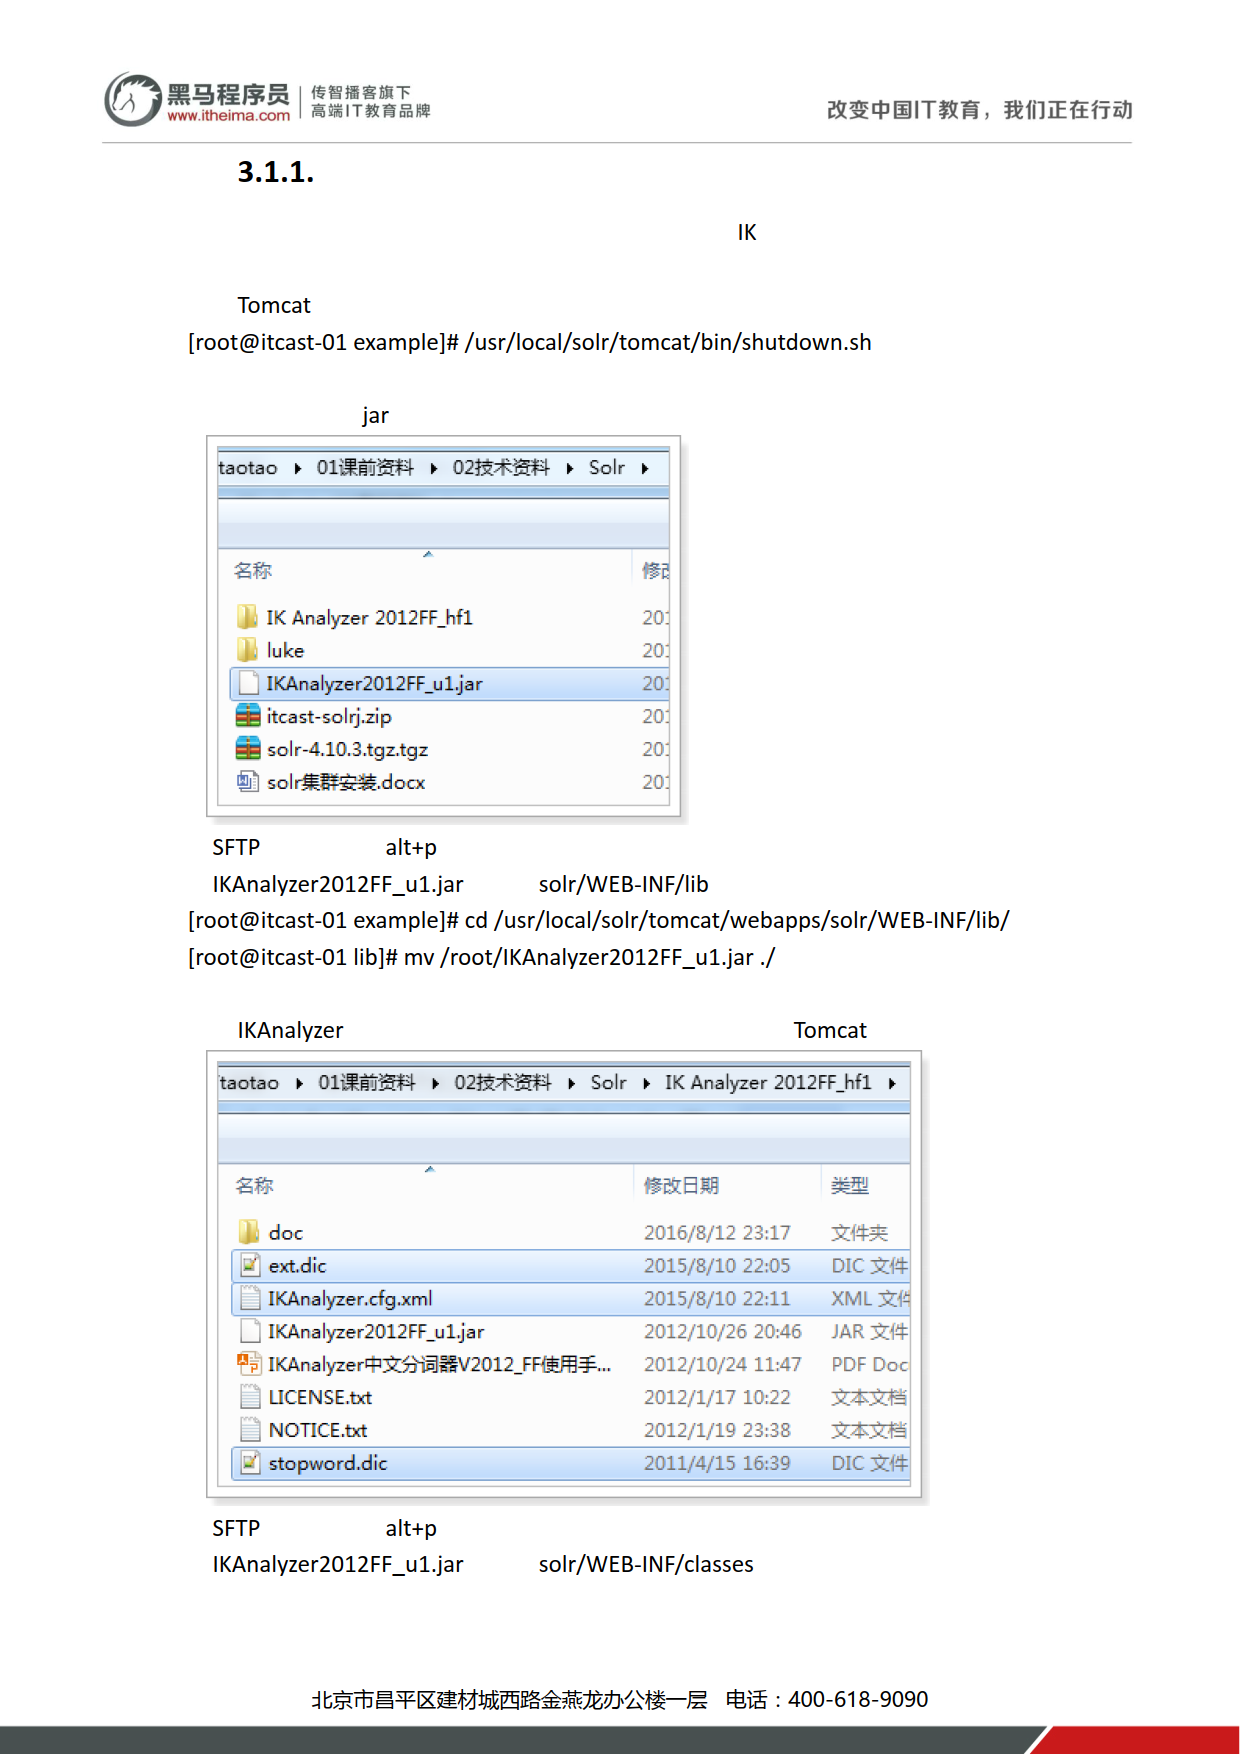 黑马程序员
www.itheima.com
传智播客旗下
高端IT教育品牌
改变中国IT教育，我们正在行动
3.1.1.
IK
Tomcat
[root@itcast-01 example]# /usr/local/solr/tomcat/bin/shutdown.sh
jar
taotao 01课前资料 02技术资料 Solr
名称 修改
IK Analyzer 2012FF_hf1 201
luke 201
IKAnalyzer2012FF_u1.jar 201
itcast-solrj.zip 201
solr-4.10.3.tgz.tgz 201
solr集群安装.docx 201
SFTP alt+p
IKAnalyzer2012FF_u1.jar solr/WEB-INF/lib
[root@itcast-01 example]# cd /usr/local/solr/tomcat/webapps/solr/WEB-INF/lib/
[root@itcast-01 lib]# mv /root/IKAnalyzer2012FF_u1.jar ./
IKAnalyzer Tomcat
taotao 01课前资料 02技术资料 Solr IK Analyzer 2012FF_hf1
名称 修改日期 类型
doc 2016/8/12 23:17 文件夹
ext.dic 2015/8/10 22:05 DIC 文件
IKAnalyzer.cfg.xml 2015/8/10 22:11 XML 文件
IKAnalyzer2012FF_u1.jar 2012/10/26 20:46 JAR 文件
IKAnalyzer中文分词器V2012_FF使用手... 2012/10/24 11:47 PDF Doc
LICENSE.txt 2012/1/17 10:22 文本文档
NOTICE.txt 2012/1/19 23:38 文本文档
stopword.dic 2011/4/15 16:39 DIC 文件
SFTP alt+p
IKAnalyzer2012FF_u1.jar solr/WEB-INF/classes
北京市昌平区建材城西路金燕龙办公楼一层 电话：400-618-9090